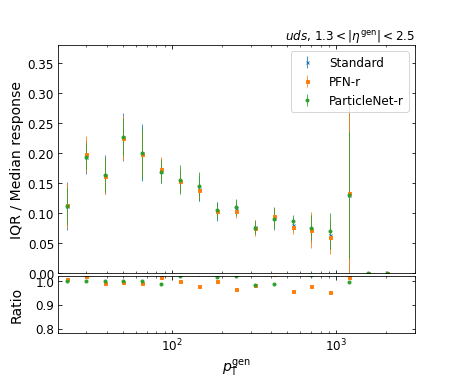 uds, 1.3 < |η^gen| < 2.5
Standard
PFN-r
ParticleNet-r
IQR / Median response
0.35
0.30
0.25
0.20
0.15
0.10
0.05
0.00
Ratio
1.0
0.9
0.8
10^2
10^3
p_T^gen